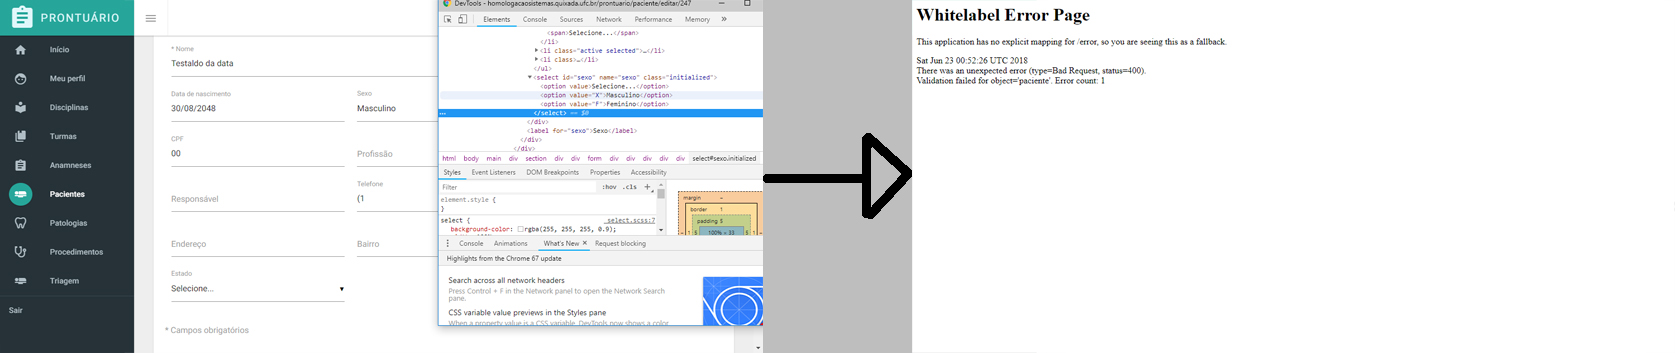 PRONTUÁRIO
Início
Meu perfil
Disciplinas
Turmas
Anamneses
Pacientes
Patologias
Procedimentos
Triagem
Sair
* Nome
Testaldo da data
Data de nascimento
30/08/2048
Sexo
Masculino
CPF
00
Profissão
Responsável
Telefone
(1
Endereço
Bairro
Estado
Selecione...
* Campos obrigatórios
DevTools - homologacaosistemas.quixada.ufc.br/prontuario/paciente/editar/247
Elements Console Sources Network Performance Memory »
<span>Selecione...</span>
</li>
<li class="active selected">…</li>
<li class>…</li>
</ul>
<select id="sexo" name="sexo" class="initialized">
<option value>Selecione...</option>
<option value="X">Masculino</option>
<option value="F">Feminino</option>
... </select> == $0
</div>
<label for="sexo">Sexo</label>
</div>
</div>
html body main div section div div form div div div div div select#sexo.initialized
Styles Event Listeners DOM Breakpoints Properties Accessibility
Filter :hov .cls +
element.style {
}
select { _select.scss:7
background-color: rgba(255, 255, 255, 0.9);
margin –
border 1
padding 5
– 1 5 100% × 33 5 1 –
Console Animations What's New × Request blocking
Highlights from the Chrome 67 update
Search across all network headers
Press Control + F in the Network panel to open the Network Search
pane.
CSS variable value previews in the Styles pane
When a property value is a CSS variable, DevTools now shows a color
Whitelabel Error Page
This application has no explicit mapping for /error, so you are seeing this as a fallback.
Sat Jun 23 00:52:26 UTC 2018
There was an unexpected error (type=Bad Request, status=400).
Validation failed for object='paciente'. Error count: 1